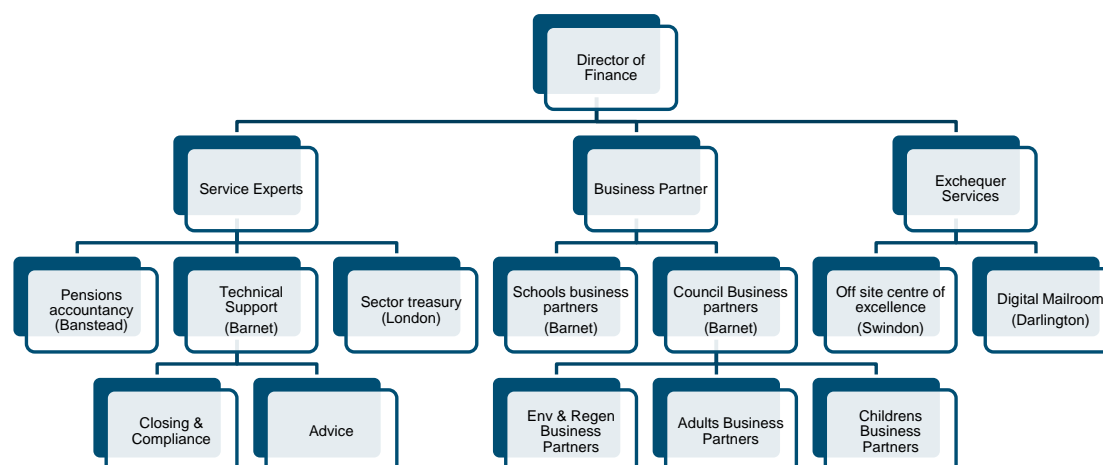 Director of
Finance
Service Experts
Business Partner
Exchequer
Services
Pensions
accountancy
(Banstead)
Technical
Support
(Barnet)
Sector treasury
(London)
Schools business
partners
(Barnet)
Council Business
partners
(Barnet)
Off site centre of
excellence
(Swindon)
Digital Mailroom
(Darlington)
Closing &
Compliance
Advice
Env & Regen
Business
Partners
Adults Business
Partners
Childrens
Business
Partners